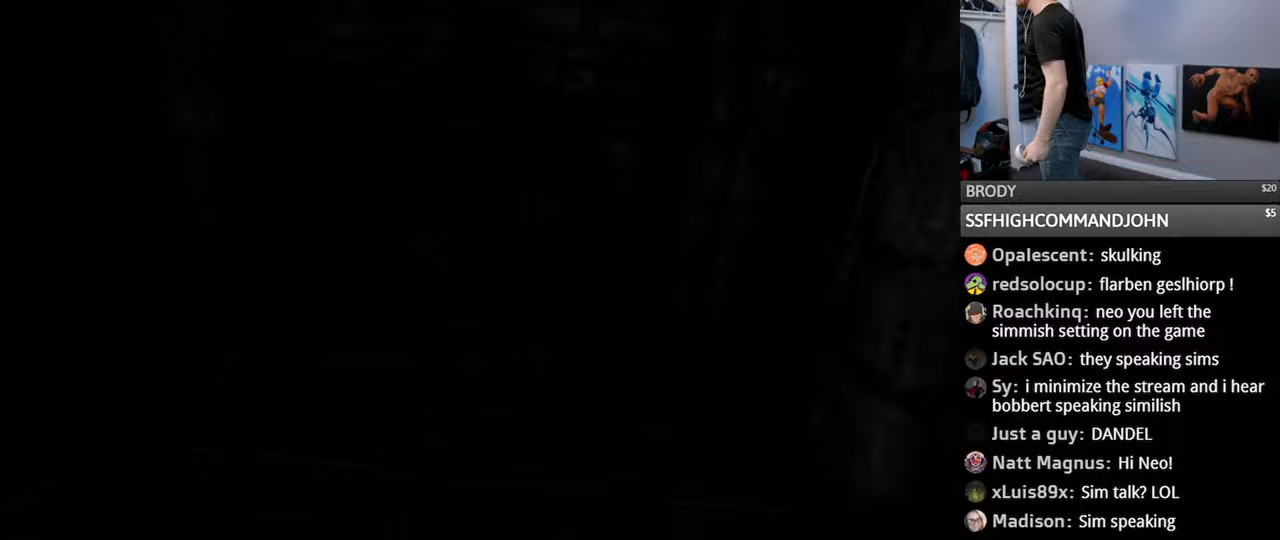 BRODY $20
SSFHIGHCOMMANDJOHN $5
Opalescent: skulking
redsolocup: flarben geslhiorp !
Roachkinq: neo you left the
simmish setting on the game
Jack SAO: they speaking sims
Sy: i minimize the stream and i hear
bobbert speaking similish
Just a guy: DANDEL
Natt Magnus: Hi Neo!
xLuis89x: Sim talk? LOL
Madison: Sim speaking